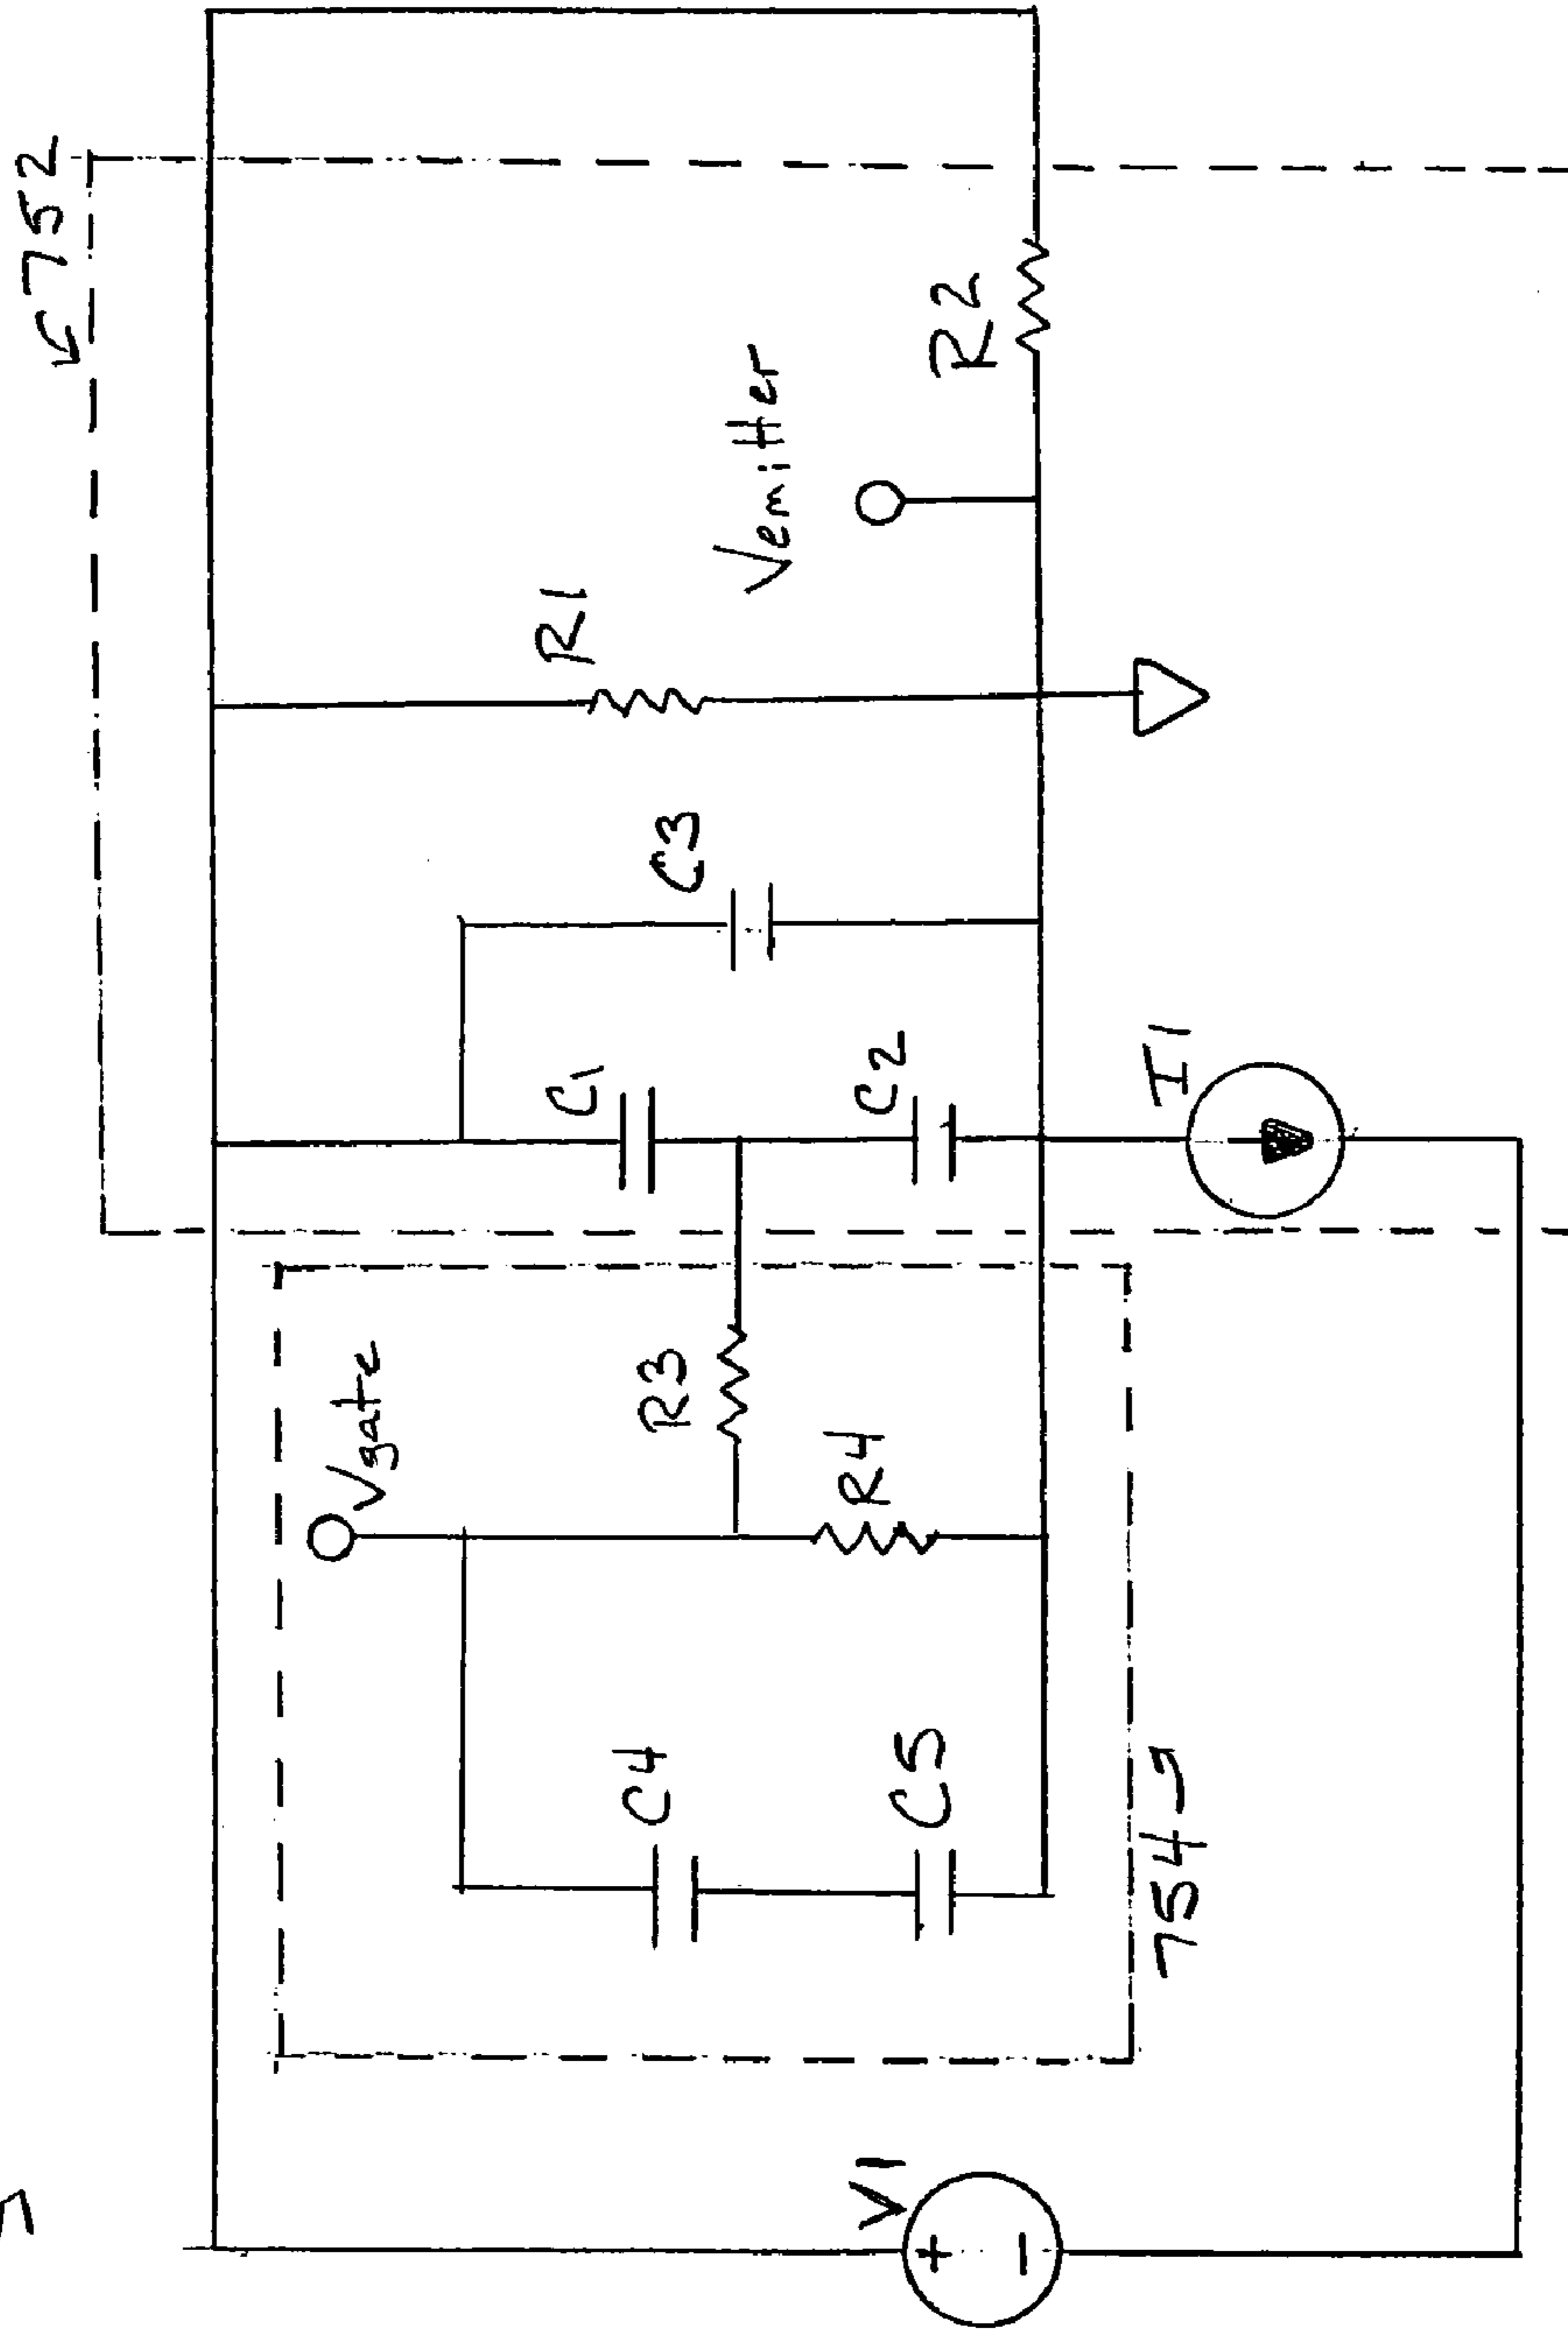 752
Vemitter
R2
R1
C3
C1
C2
I1
Vgate
R3
R4
C4
C5
754
V1
+
−